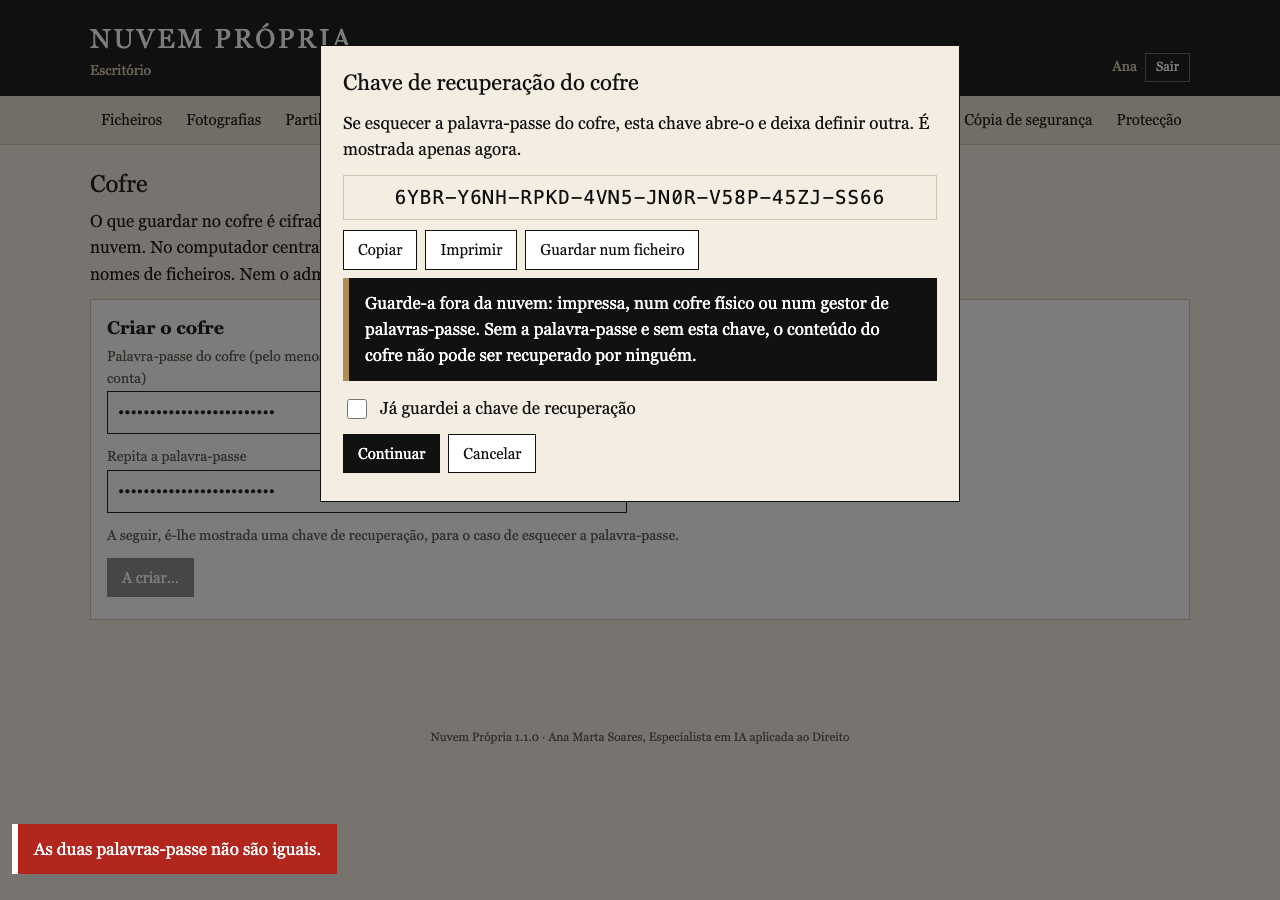 NUVEM PRÓPRIA
Escritório
Ana
Sair
Ficheiros
Fotografias
Cópia de segurança
Protecção
Chave de recuperação do cofre
Se esquecer a palavra-passe do cofre, esta chave abre-o e deixa definir outra. É
mostrada apenas agora.
6YBR-Y6NH-RPKD-4VN5-JN0R-V58P-45ZJ-SS66
Copiar
Imprimir
Guardar num ficheiro
Guarde-a fora da nuvem: impressa, num cofre físico ou num gestor de
palavras-passe. Sem a palavra-passe e sem esta chave, o conteúdo do
cofre não pode ser recuperado por ninguém.
Já guardei a chave de recuperação
Continuar
Cancelar
Cofre
O que guardar no cofre é cifrad
nuvem. No computador central
nomes de ficheiros. Nem o adm
Criar o cofre
Palavra-passe do cofre (pelo menos
conta)
Repita a palavra-passe
A seguir, é-lhe mostrada uma chave de recuperação, para o caso de esquecer a palavra-passe.
A criar…
Nuvem Própria 1.1.0 · Ana Marta Soares, Especialista em IA aplicada ao Direito
As duas palavras-passe não são iguais.